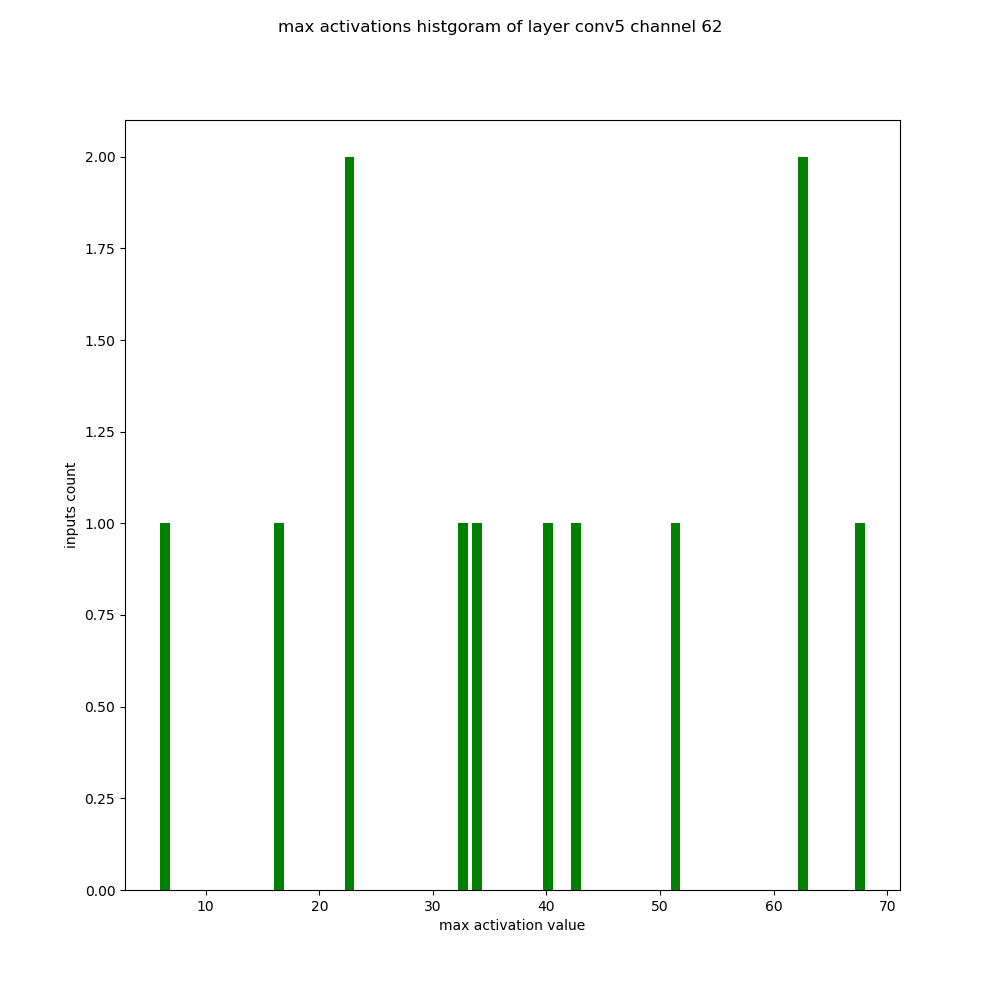 max activations histgoram of layer conv5 channel 62
2.00
1.75
1.50
1.25
1.00
0.75
0.50
0.25
0.00
inputs count
10 20 30 40 50 60 70
max activation value